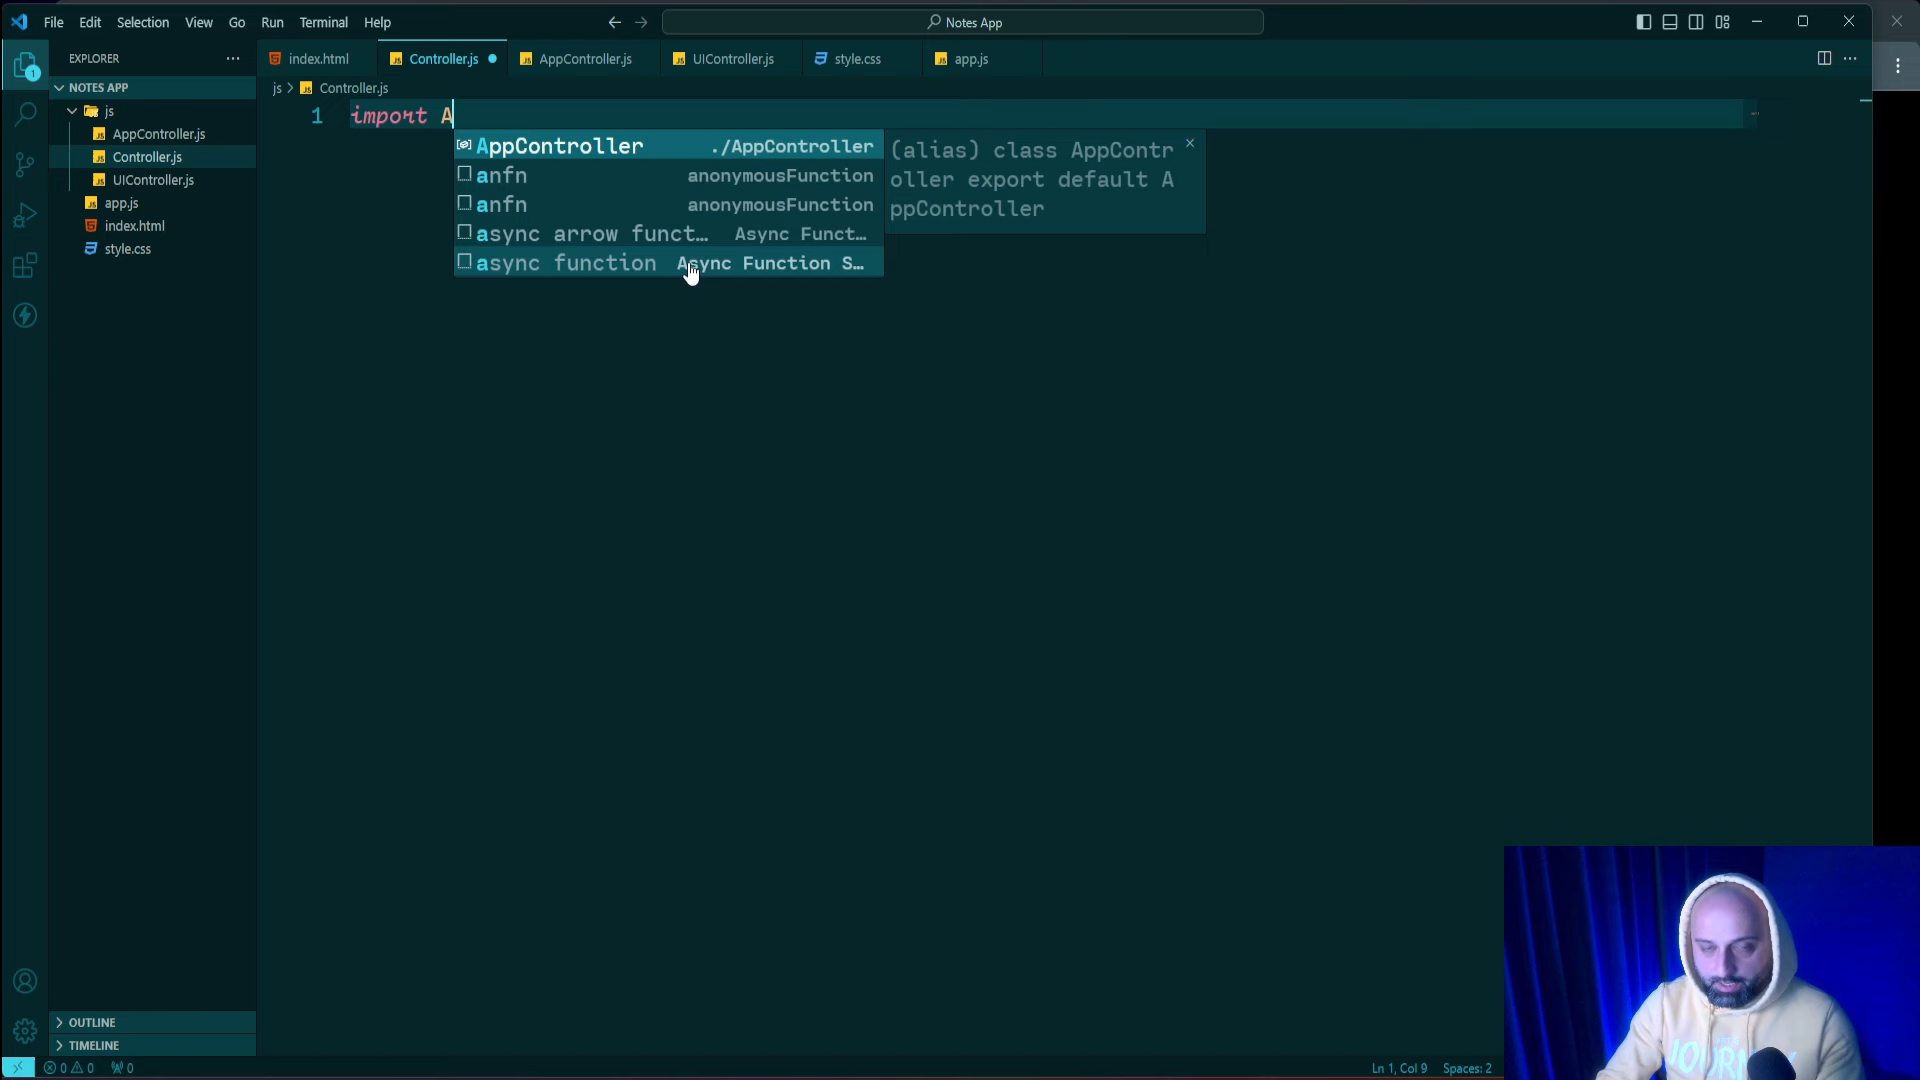 File Edit Selection View Go Run Terminal Help
Notes App
EXPLORER
index.html
Controller.js
AppController.js
UIController.js
style.css
app.js
NOTES APP
js > Controller.js
js
AppController.js
Controller.js
UIController.js
app.js
index.html
style.css
1 import A
AppController ./AppController
anfn anonymousFunction
anfn anonymousFunction
async arrow funct… Async Funct…
async function Async Function S…
(alias) class AppContr
oller export default A
ppController
1
OUTLINE
TIMELINE
0 0 0
Ln 1, Col 9 Spaces: 2